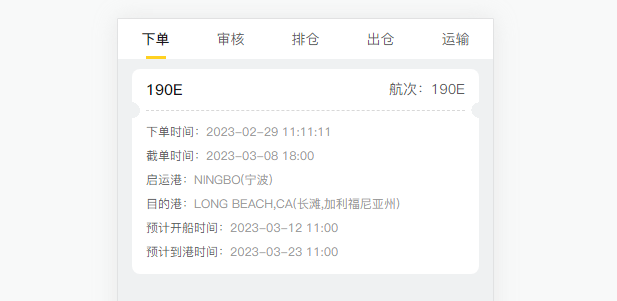 下单 审核 排仓 出仓 运输
190E 航次：190E
下单时间：2023-02-29 11:11:11
截单时间：2023-03-08 18:00
启运港：NINGBO(宁波)
目的港：LONG BEACH,CA(长滩,加利福尼亚州)
预计开船时间：2023-03-12 11:00
预计到港时间：2023-03-23 11:00